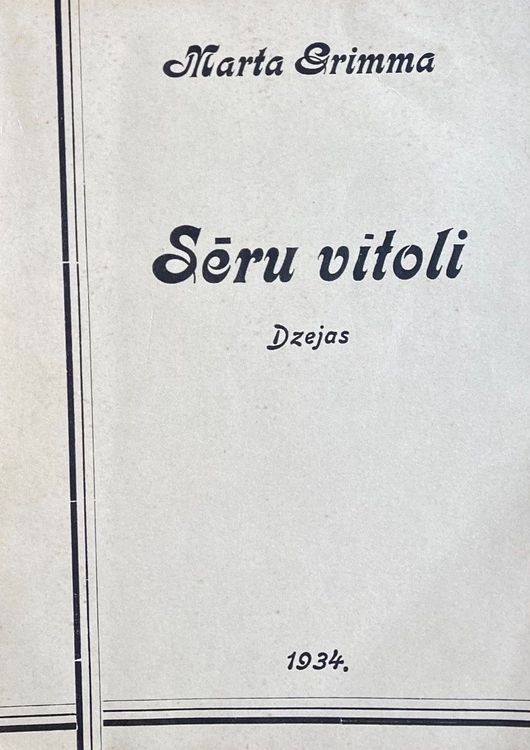 Marta Grimma
Sēru vītoli
Dzejas
1934.